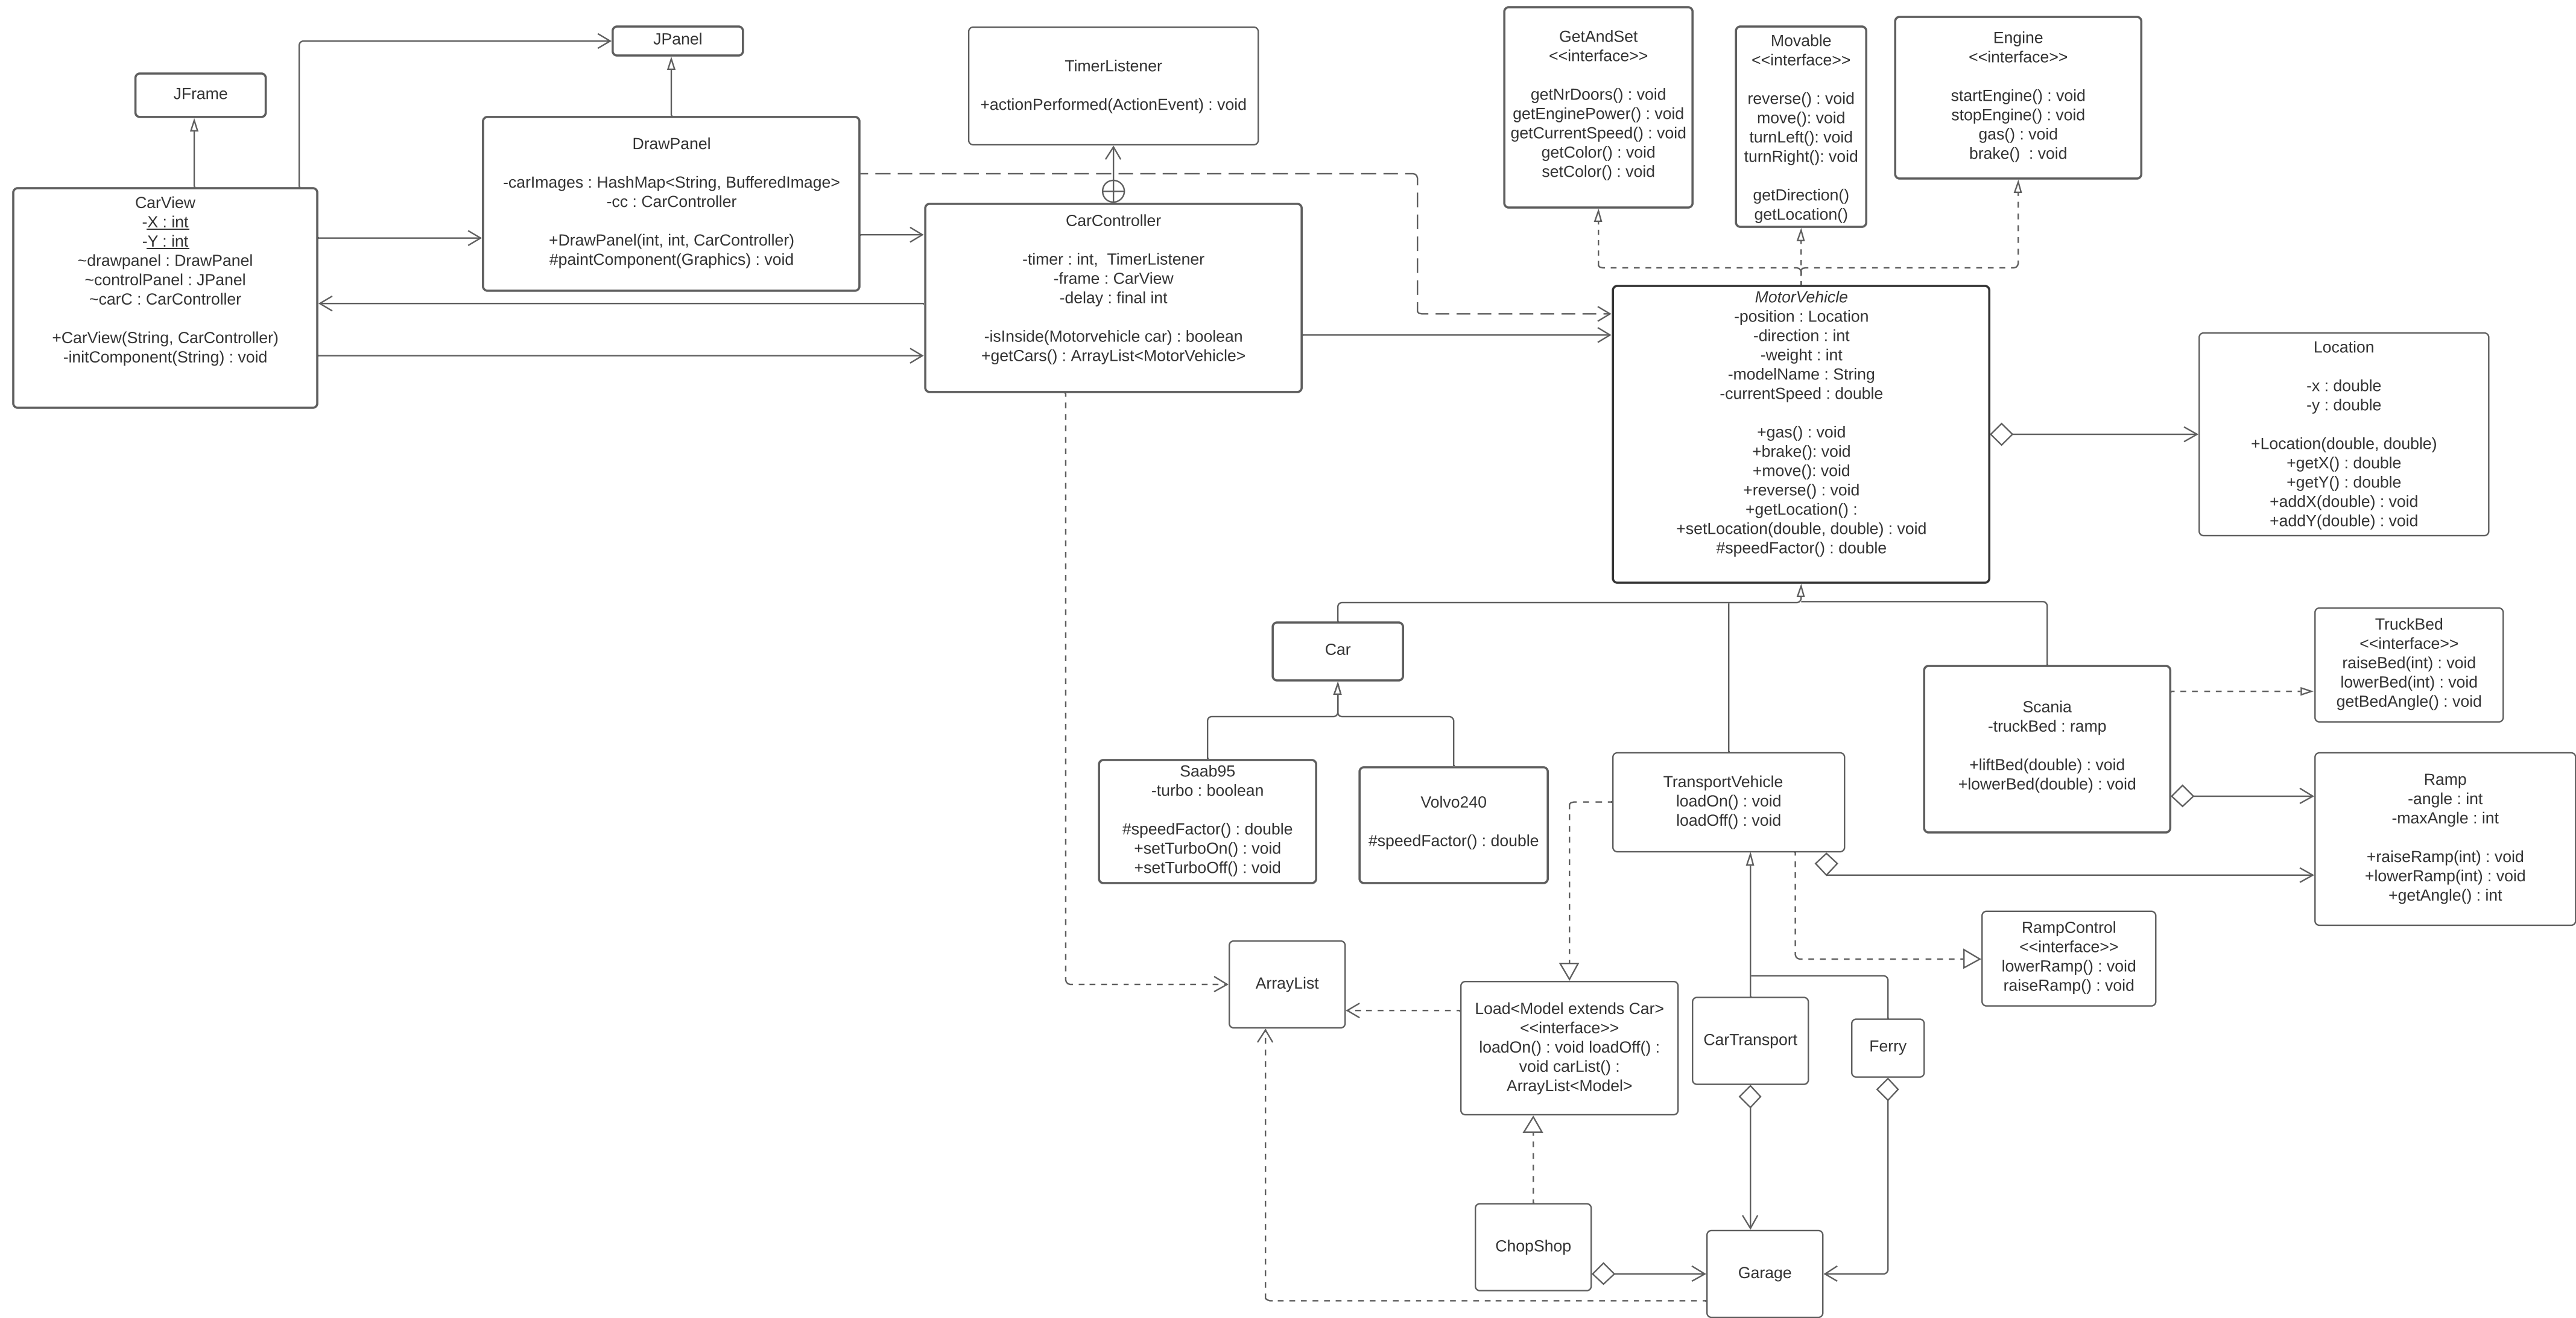 JFrame
JPanel
CarView
-X : int
-Y : int
~drawpanel : DrawPanel
~controlPanel : JPanel
~carC : CarController
+CarView(String, CarController)
-initComponent(String) : void
DrawPanel
-carImages : HashMap<String, BufferedImage>
-cc : CarController
+DrawPanel(int, int, CarController)
#paintComponent(Graphics) : void
TimerListener
+actionPerformed(ActionEvent) : void
CarController
-timer : int,  TimerListener
-frame : CarView
-delay : final int
-isInside(Motorvehicle car) : boolean
+getCars() : ArrayList<MotorVehicle>
GetAndSet
<<interface>>
getNrDoors() : void
getEnginePower() : void
getCurrentSpeed() : void
getColor() : void
setColor() : void
Movable
<<interface>>
reverse() : void
move(): void
turnLeft(): void
turnRight(): void
getDirection()
getLocation()
Engine
<<interface>>
startEngine() : void
stopEngine() : void
gas() : void
brake()  : void
MotorVehicle
-position : Location
-direction : int
-weight : int
-modelName : String
-currentSpeed : double
+gas() : void
+brake(): void
+move(): void
+reverse() : void
+getLocation() :
+setLocation(double, double) : void
#speedFactor() : double
Location
-x : double
-y : double
+Location(double, double)
+getX() : double
+getY() : double
+addX(double) : void
+addY(double) : void
Car
Saab95
-turbo : boolean
#speedFactor() : double
+setTurboOn() : void
+setTurboOff() : void
Volvo240
#speedFactor() : double
TransportVehicle
loadOn() : void
loadOff() : void
Scania
-truckBed : ramp
+liftBed(double) : void
+lowerBed(double) : void
TruckBed
<<interface>>
raiseBed(int) : void
lowerBed(int) : void
getBedAngle() : void
Ramp
-angle : int
-maxAngle : int
+raiseRamp(int) : void
+lowerRamp(int) : void
+getAngle() : int
RampControl
<<interface>>
lowerRamp() : void
raiseRamp() : void
ArrayList
Load<Model extends Car>
<<interface>>
loadOn() : void loadOff() :
void carList() :
ArrayList<Model>
CarTransport
Ferry
ChopShop
Garage